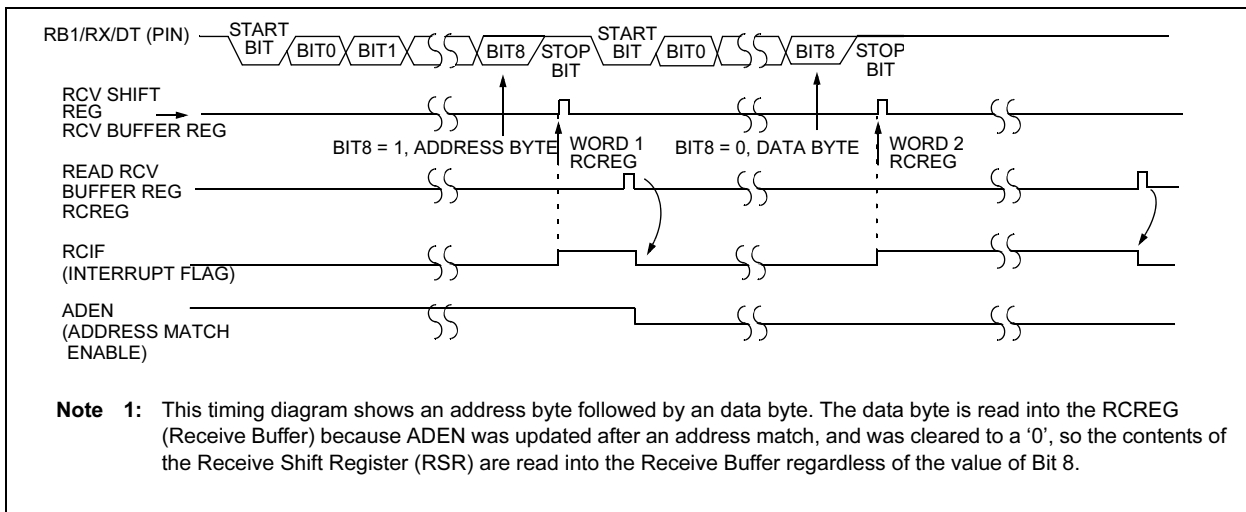 RB1/RX/DT (PIN)
START
BIT
BIT0
BIT1
BIT8
STOP
BIT
START
BIT
BIT0
BIT8
STOP
BIT
RCV SHIFT
REG
RCV BUFFER REG
BIT8 = 1, ADDRESS BYTE
WORD 1
RCREG
BIT8 = 0, DATA BYTE
WORD 2
RCREG
READ RCV
BUFFER REG
RCREG
RCIF
(INTERRUPT FLAG)
ADEN
(ADDRESS MATCH
ENABLE)
Note 1: This timing diagram shows an address byte followed by an data byte. The data byte is read into the RCREG
(Receive Buffer) because ADEN was updated after an address match, and was cleared to a ‘0’, so the contents of
the Receive Shift Register (RSR) are read into the Receive Buffer regardless of the value of Bit 8.